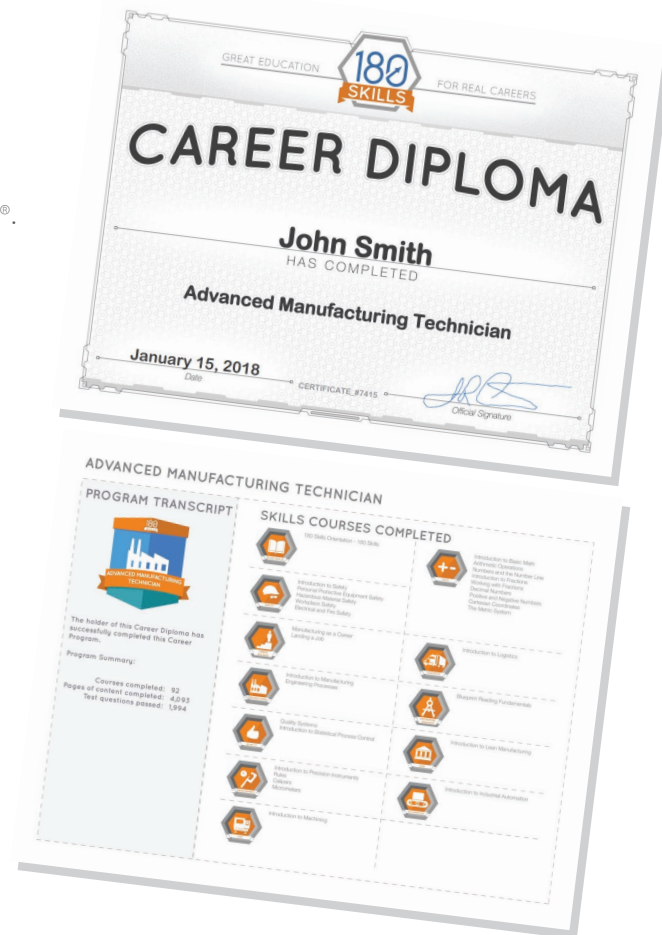 GREAT EDUCATION
180
SKILLS
FOR REAL CAREERS
CAREER DIPLOMA
®.
John Smith
HAS COMPLETED
Advanced Manufacturing Technician
January 15, 2018
Date
CERTIFICATE_#7415
Official Signature
ADVANCED MANUFACTURING TECHNICIAN
PROGRAM TRANSCRIPT
180
ADVANCED MANUFACTURING
TECHNICIAN
The holder of this Career Diploma has
successfully completed this Career
Program.
Program Summary:
Courses completed: 92
Pages of content completed: 4,093
Test questions passed: 1,994
SKILLS COURSES COMPLETED
180 Skills Orientation - 180 Skills
Introduction to Basic Math
Arithmetic Operations
Numbers and the Number Line
Introduction to Fractions
Working with Fractions
Decimal Numbers
Positive and Negative Numbers
Cartesian Coordinates
The Metric System
Introduction to Safety
Personal Protective Equipment Safety
Hazardous Material Safety
Workplace Safety
Electrical and Fire Safety
Manufacturing as a Career
Landing a Job
Introduction to Logistics
Introduction to Manufacturing
Engineering Processes
Blueprint Reading Fundamentals
Quality Systems
Introduction to Statistical Process Control
Introduction to Lean Manufacturing
Introduction to Precision Instruments
Rules
Calipers
Micrometers
Introduction to Industrial Automation
Introduction to Machining